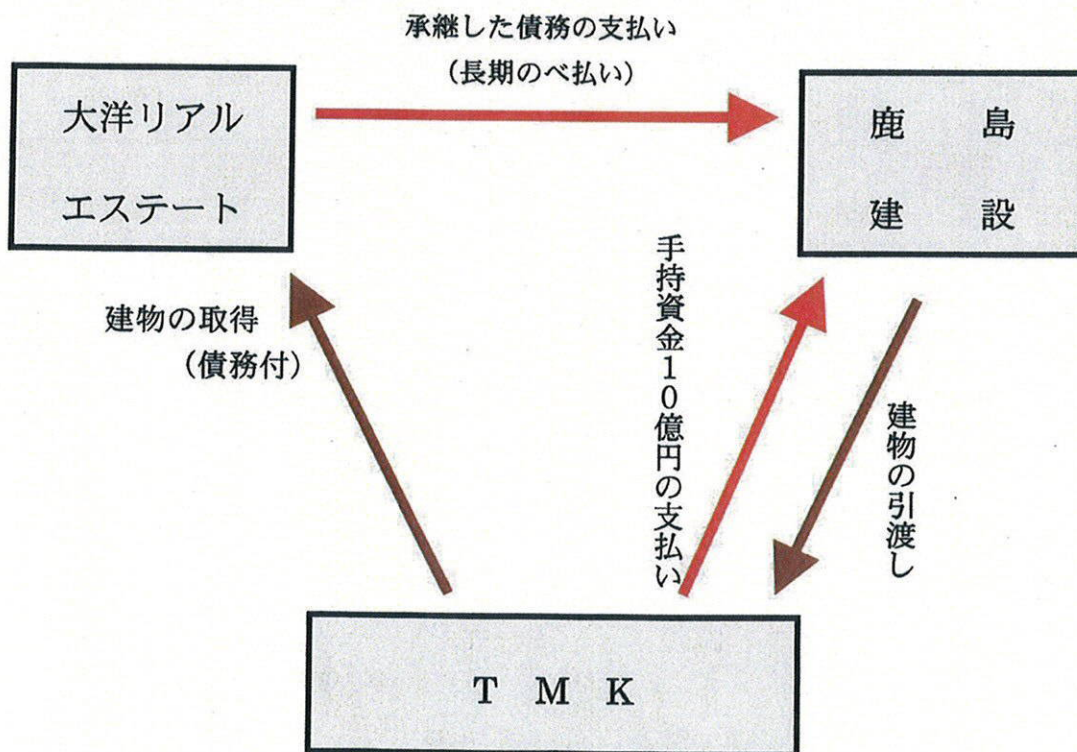 承継した債務の支払い
（長期のべ払い）
大洋リアル
エステート
鹿島
建設
建物の取得
（債務付）
手持資金１０億円の支払い
建物の引渡し
ＴＭＫ